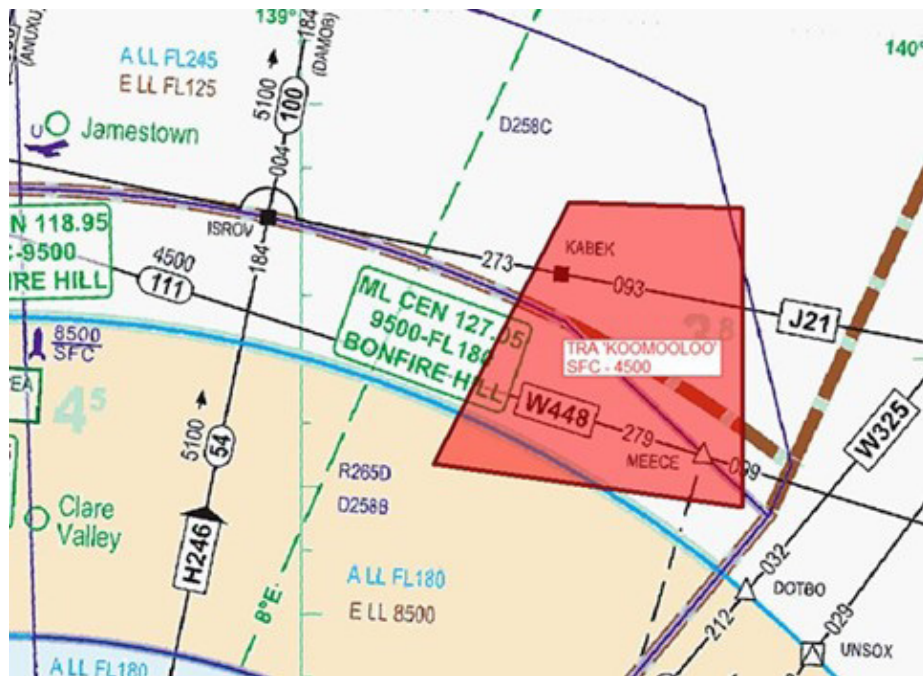 139°
140°
(ANUXU)
184
(DAMOB)
A LL FL245
E LL FL125
5100
100
004
U
Jamestown
D258C
ISROV
184
N 118.95
-9500
IRE HILL
4500
111
273
KABEK
093
J21
ML CEN 127.05
9500-FL180
BONFIRE HILL
3⁸
TRA 'KOOMOOLOO'
SFC - 4500
8500
SFC
EA
4⁵
W448
279
MEECE
099
W325
5100
54
R265D
D258B
Clare
Valley
H246
8°E.
A LL FL180
E LL 8500
032
DOTBO
212
029
UNSOX
A LL FL180